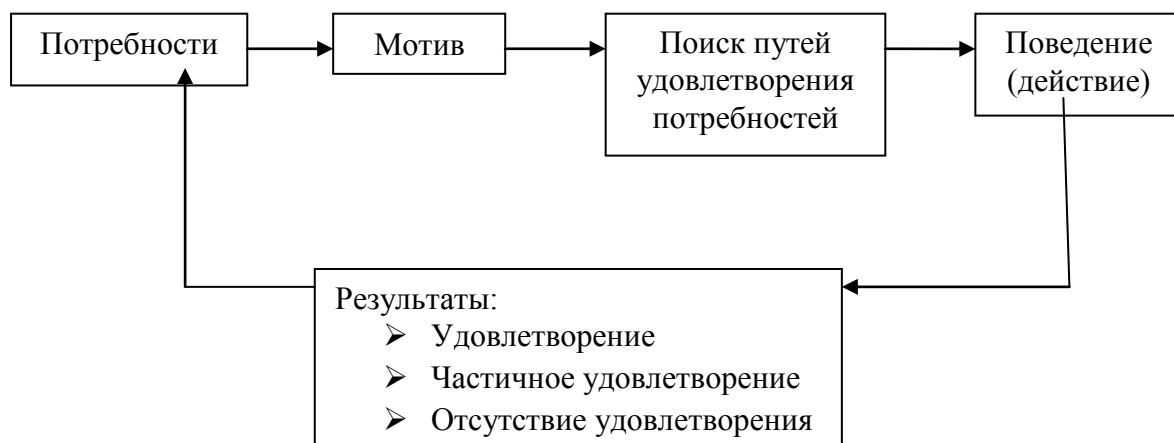 Потребности
Мотив
Поиск путей
удовлетворения
потребностей
Поведение
(действие)
Результаты:
➢ Удовлетворение
➢ Частичное удовлетворение
➢ Отсутствие удовлетворения